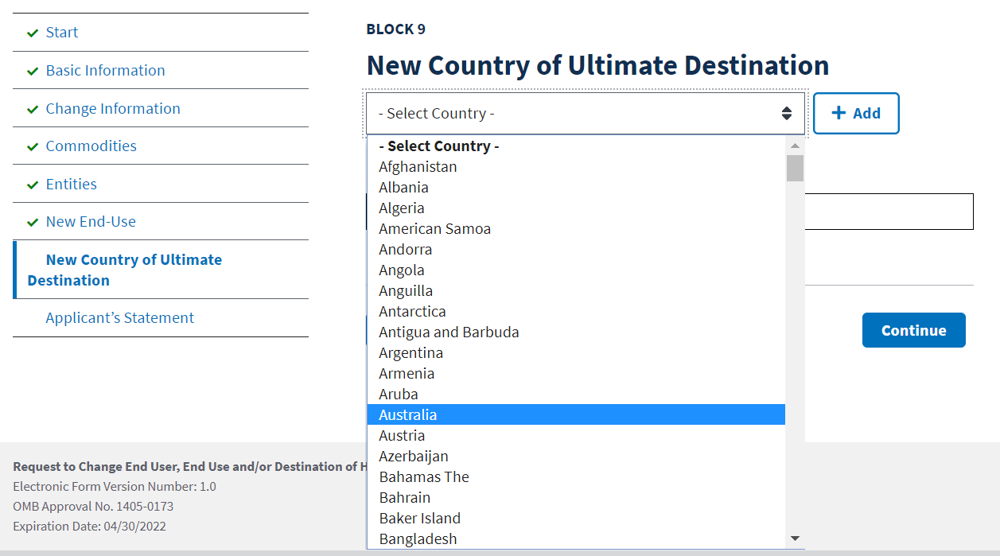 Start
Basic Information
Change Information
Commodities
Entities
New End-Use
New Country of Ultimate
Destination
Applicant’s Statement
BLOCK 9
New Country of Ultimate Destination
- Select Country -
Add
- Select Country -
Afghanistan
Albania
Algeria
American Samoa
Andorra
Angola
Anguilla
Antarctica
Antigua and Barbuda
Argentina
Armenia
Aruba
Australia
Austria
Azerbaijan
Bahamas The
Bahrain
Baker Island
Bangladesh
Continue
Request to Change End User, End Use and/or Destination of
Electronic Form Version Number: 1.0
OMB Approval No. 1405-0173
Expiration Date: 04/30/2022